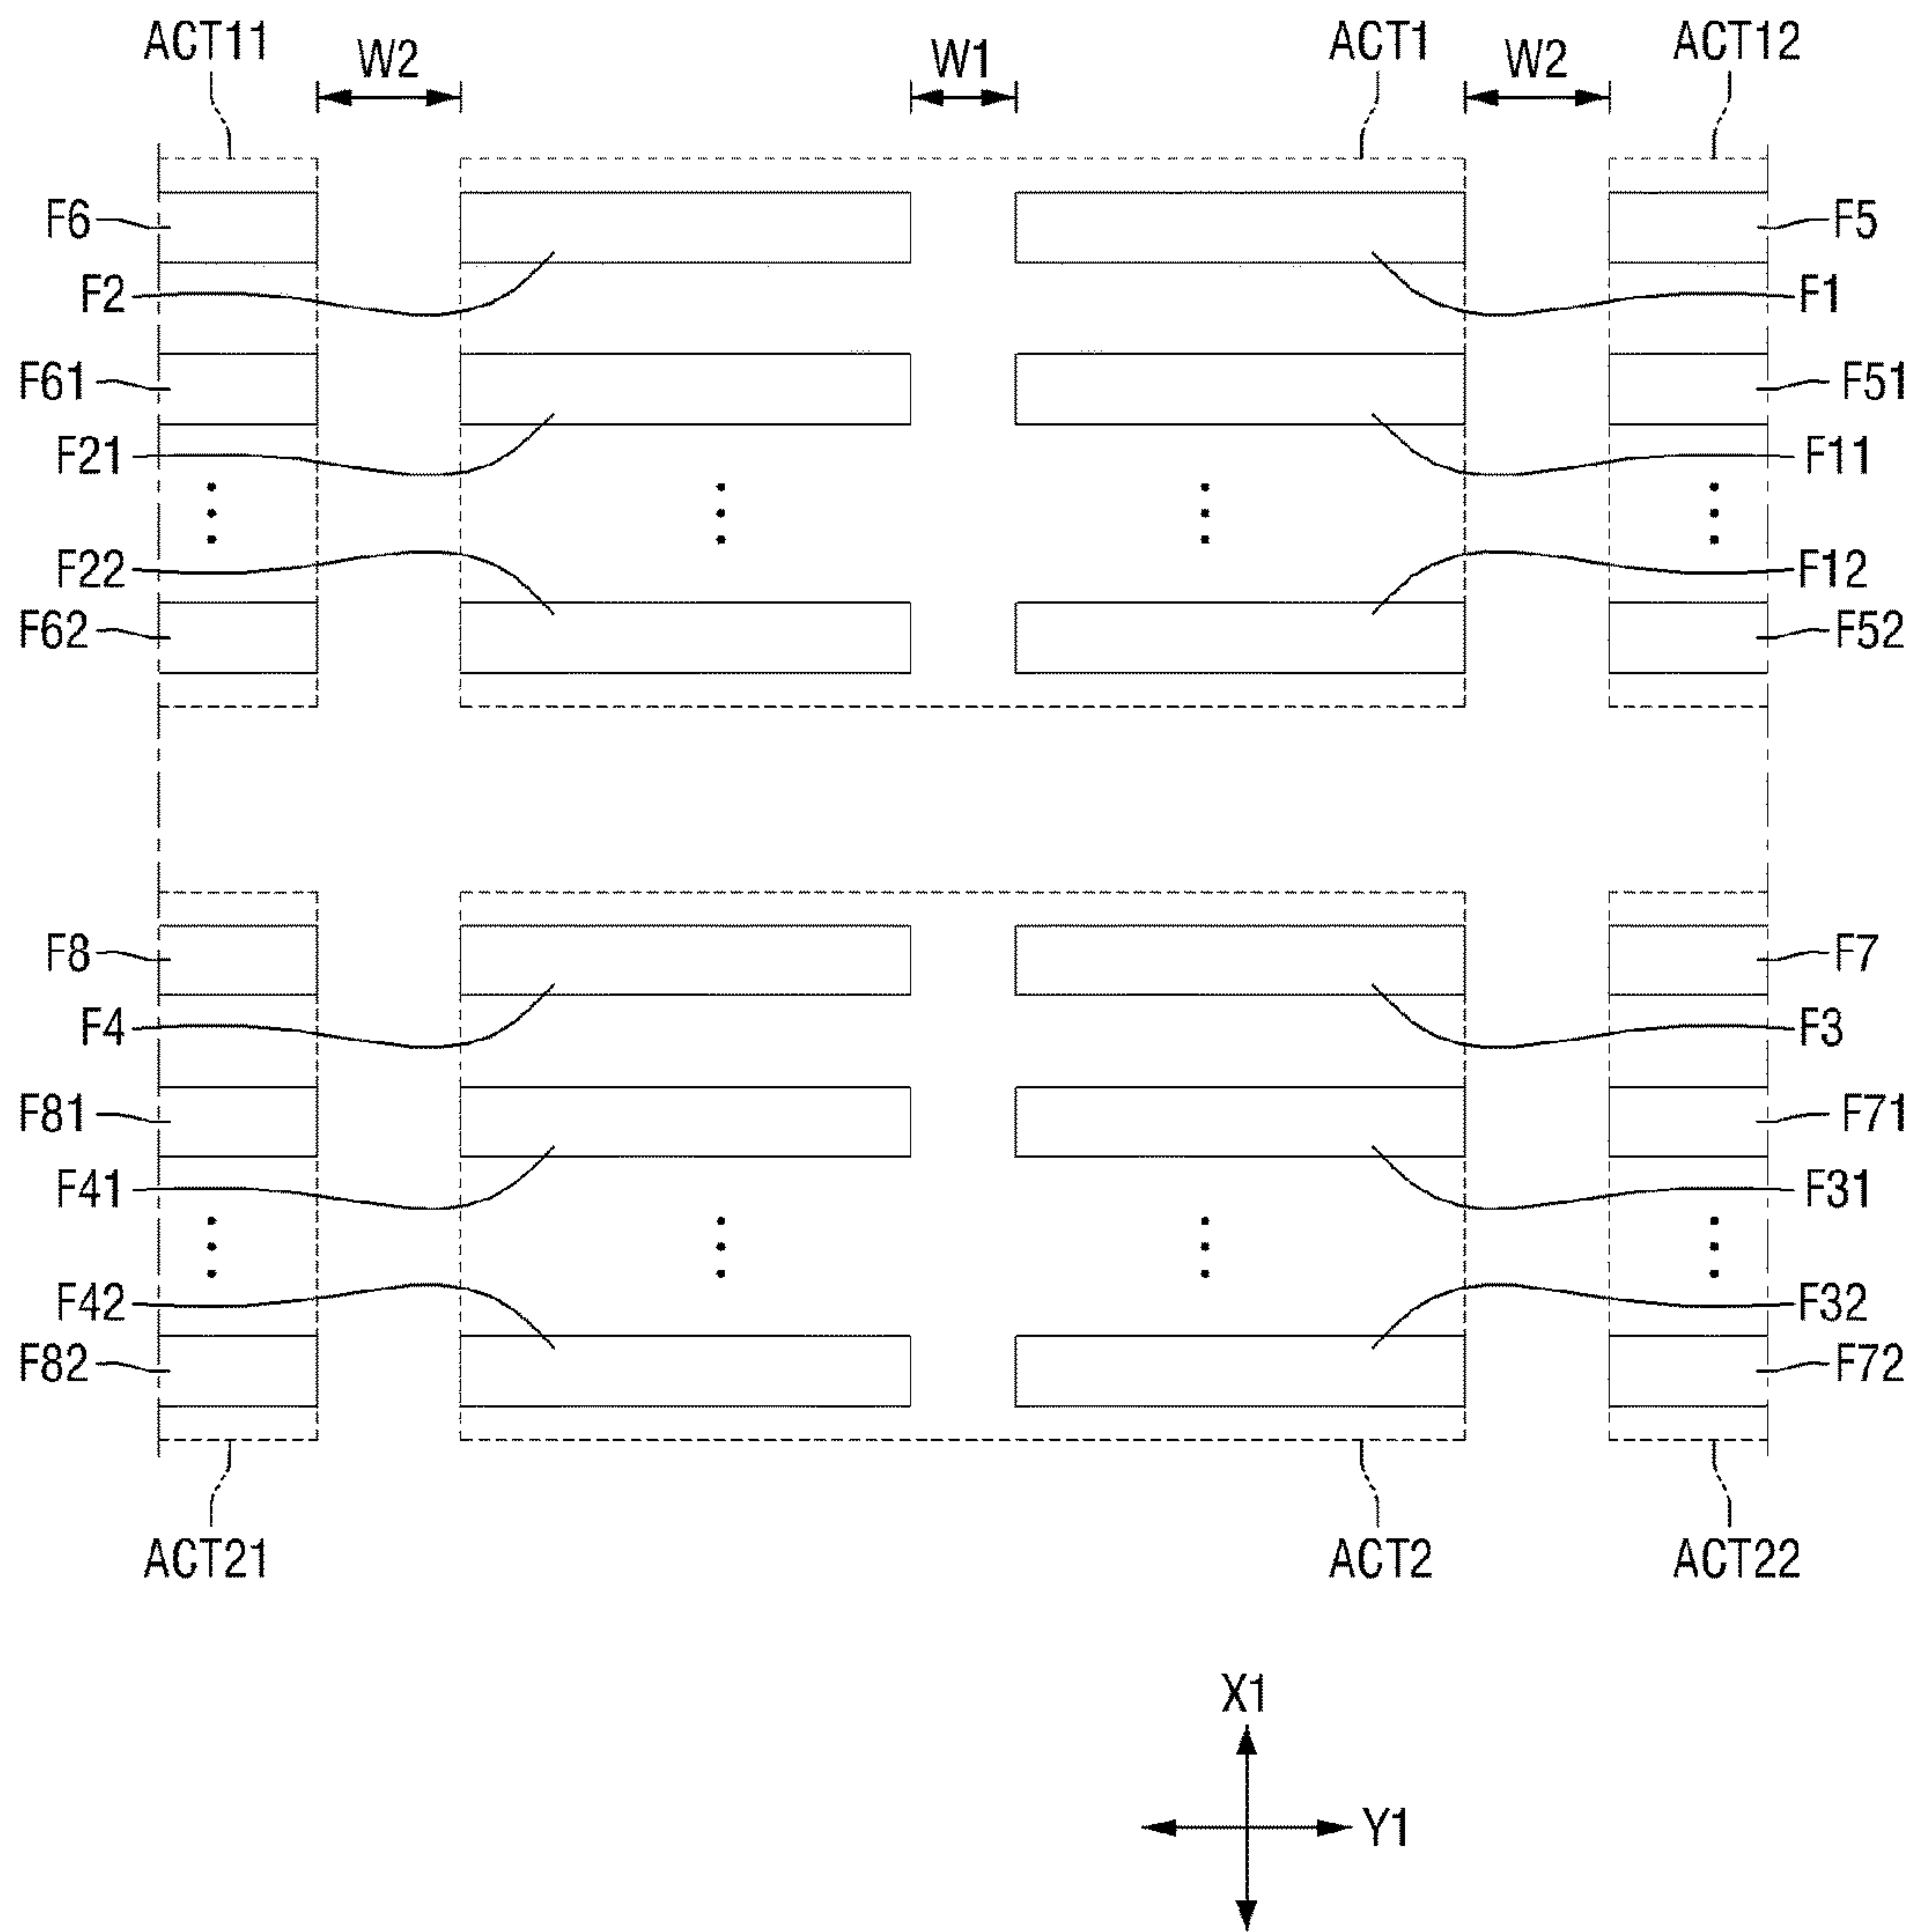 ACT11 W2 W1 ACT1 W2 ACT12
F6 F5
F2 F1
F61 F51
F21 F11
F22 F12
F62 F52
F8 F7
F4 F3
F81 F71
F41 F31
F42 F32
F82 F72
ACT21 ACT2 ACT22
X1
Y1